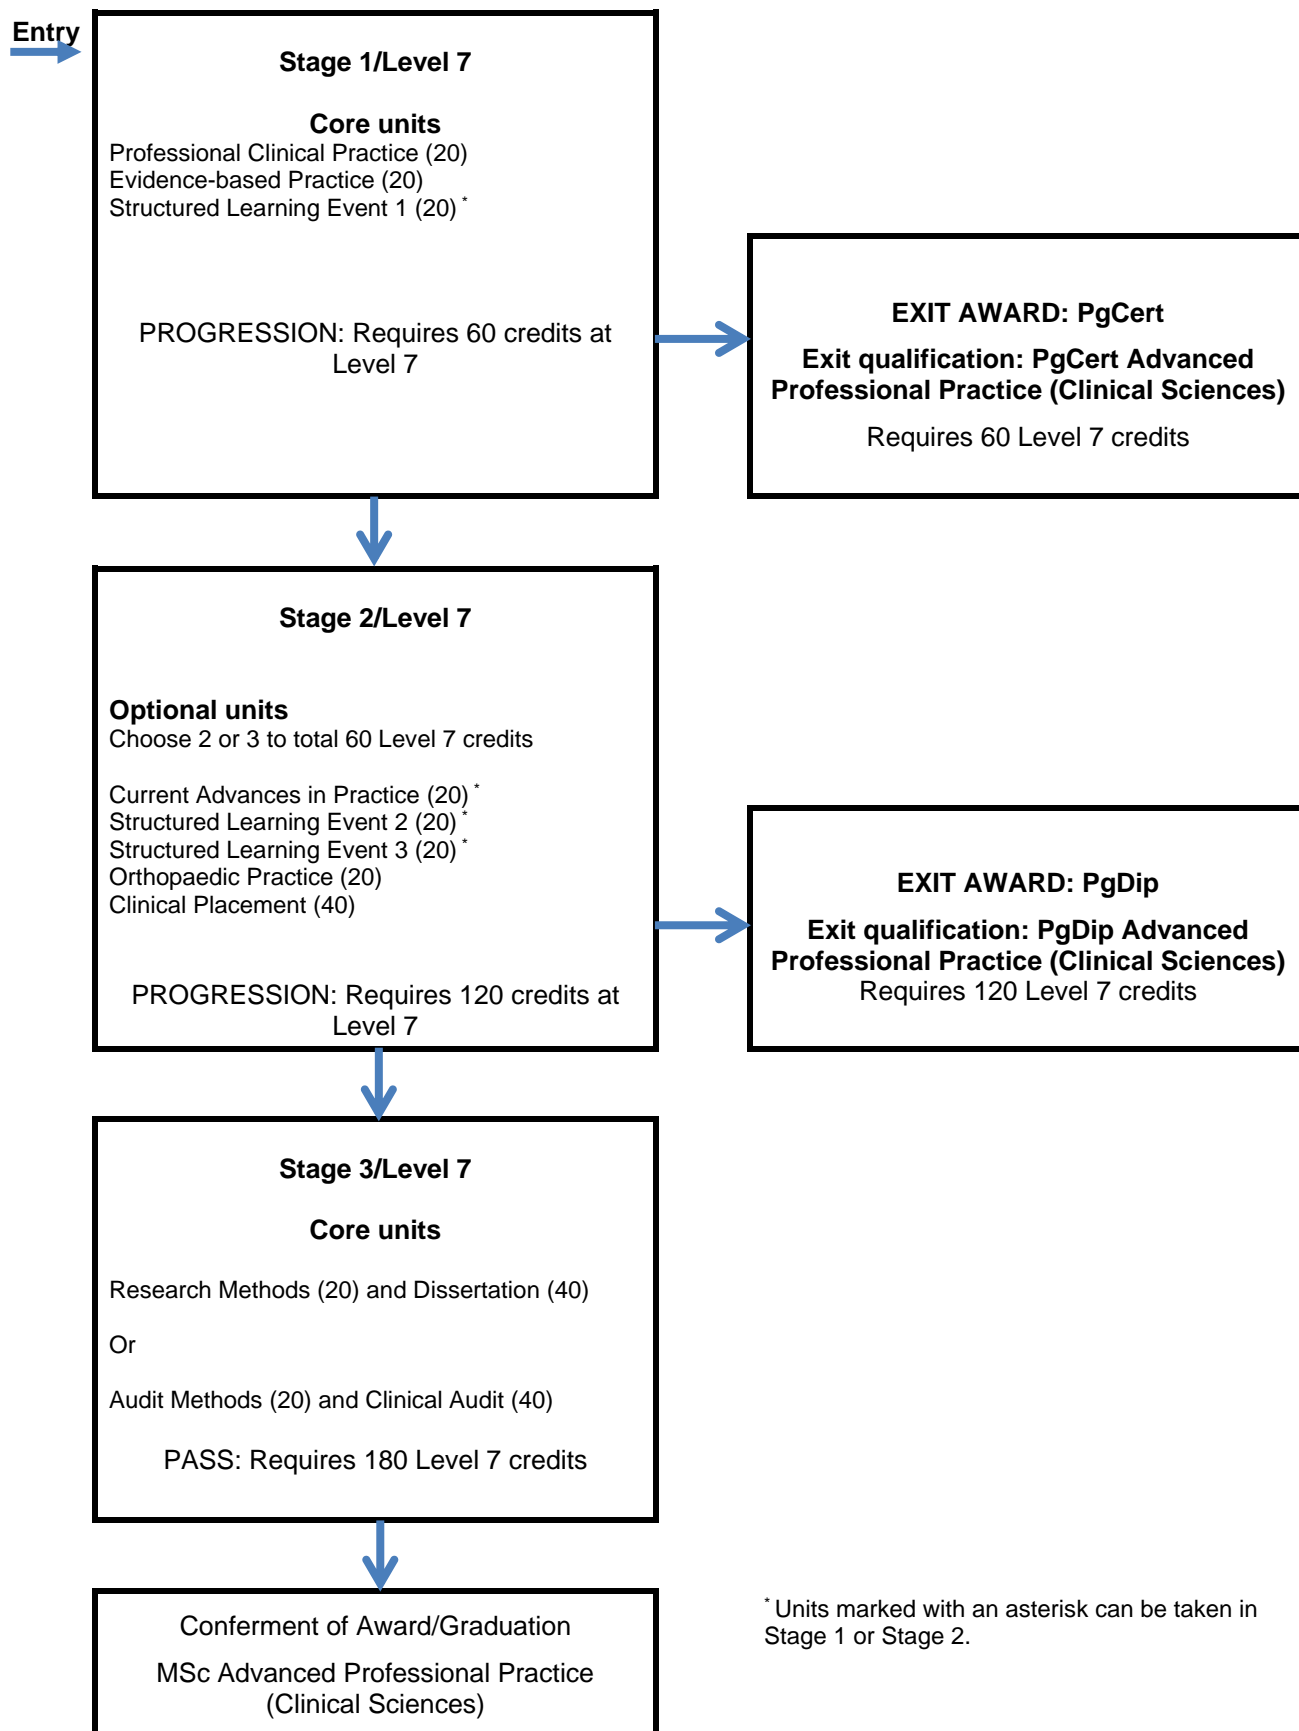 Entry
Stage 1/Level 7
Core units
Professional Clinical Practice (20)
Evidence-based Practice (20)
Structured Learning Event 1 (20) *
PROGRESSION: Requires 60 credits at
Level 7
EXIT AWARD: PgCert
Exit qualification: PgCert Advanced
Professional Practice (Clinical Sciences)
Requires 60 Level 7 credits
Stage 2/Level 7
Optional units
Choose 2 or 3 to total 60 Level 7 credits
Current Advances in Practice (20) *
Structured Learning Event 2 (20) *
Structured Learning Event 3 (20) *
Orthopaedic Practice (20)
Clinical Placement (40)
PROGRESSION: Requires 120 credits at
Level 7
EXIT AWARD: PgDip
Exit qualification: PgDip Advanced
Professional Practice (Clinical Sciences)
Requires 120 Level 7 credits
Stage 3/Level 7
Core units
Research Methods (20) and Dissertation (40)
Or
Audit Methods (20) and Clinical Audit (40)
PASS: Requires 180 Level 7 credits
Conferment of Award/Graduation
MSc Advanced Professional Practice
(Clinical Sciences)
* Units marked with an asterisk can be taken in
Stage 1 or Stage 2.